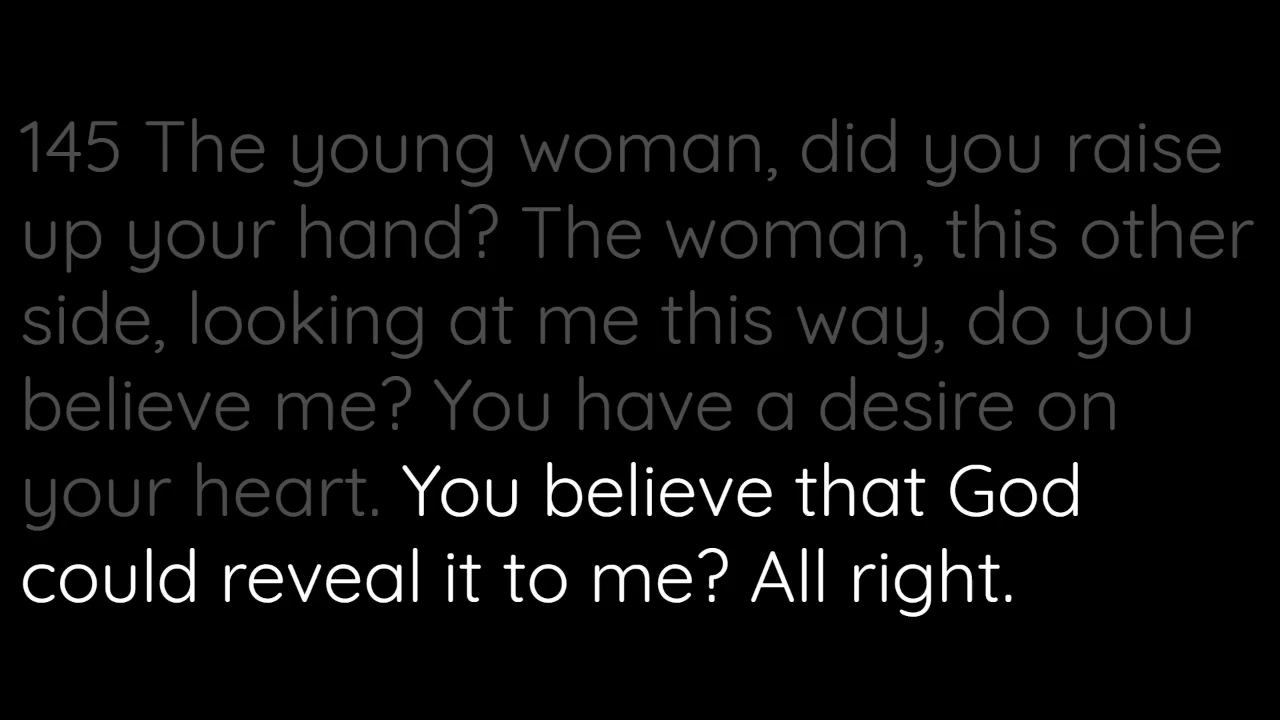 145 The young woman, did you raise
up your hand? The woman, this other
side, looking at me this way, do you
believe me? You have a desire on
your heart. You believe that God
could reveal it to me? All right.